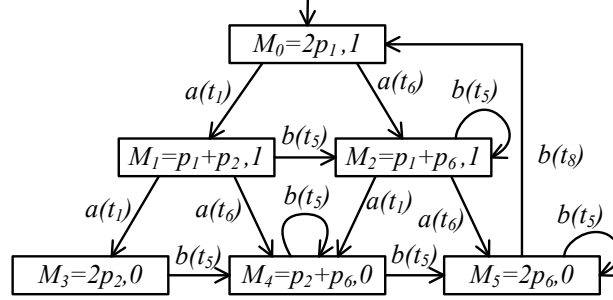 M₀=2p₁,1
a(t₁)
a(t₆)
b(t₅)
M₁=p₁+p₂,1
b(t₅)
M₂=p₁+p₆,1
b(t₈)
a(t₁)
a(t₆)
b(t₅)
a(t₁)
a(t₆)
b(t₅)
M₃=2p₂,0
b(t₅)
M₄=p₂+p₆,0
b(t₅)
M₅=2p₆,0